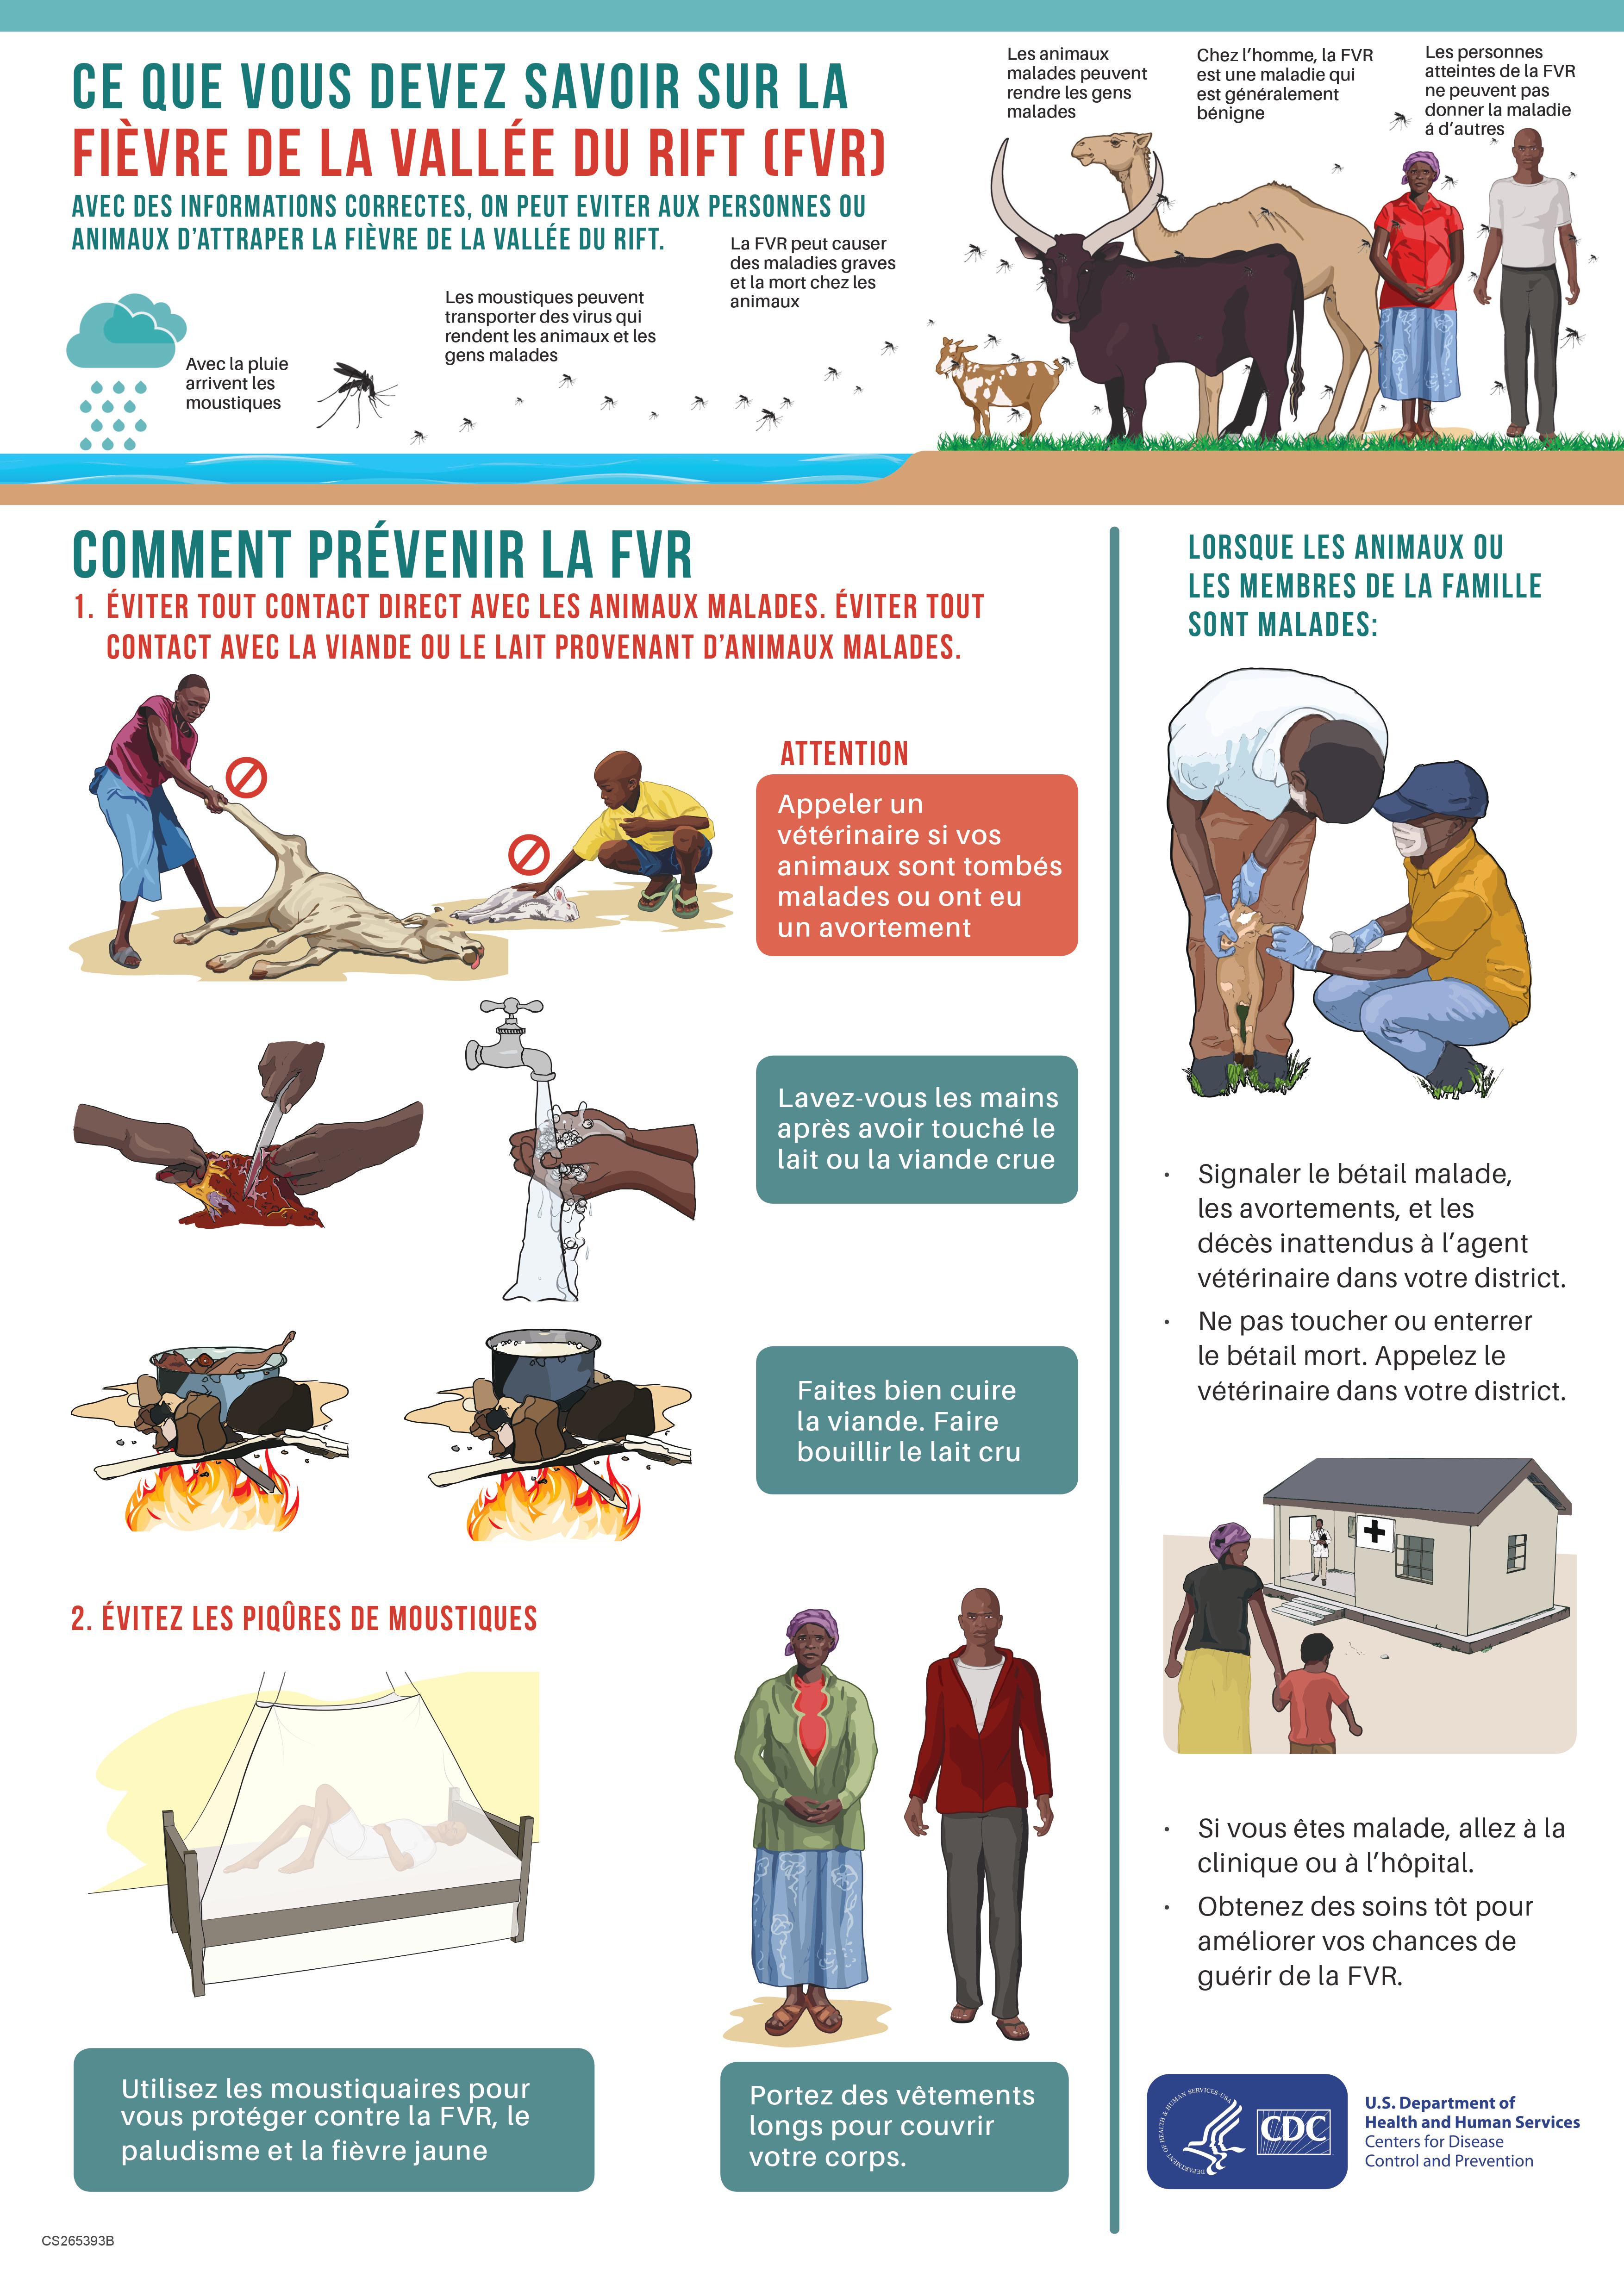 CE QUE VOUS DEVEZ SAVOIR SUR LA
FIÈVRE DE LA VALLÉE DU RIFT (FVR)
AVEC DES INFORMATIONS CORRECTES, ON PEUT EVITER AUX PERSONNES OU
ANIMAUX D'ATTRAPER LA FIÈVRE DE LA VALLÉE DU RIFT.
Avec la pluie
arrivent les
moustiques
Les moustiques peuvent
transporter des virus qui
rendent les animaux et les
gens malades
La FVR peut causer
des maladies graves
et la mort chez les
animaux
Les animaux
malades peuvent
rendre les gens
malades
Chez l'homme, la FVR
est une maladie qui
est généralement
bénigne
Les personnes
atteintes de la FVR
ne peuvent pas
donner la maladie
á d'autres
COMMENT PRÉVENIR LA FVR
1. ÉVITER TOUT CONTACT DIRECT AVEC LES ANIMAUX MALADES. ÉVITER TOUT
CONTACT AVEC LA VIANDE OU LE LAIT PROVENANT D'ANIMAUX MALADES.
ATTENTION
Appeler un
vétérinaire si vos
animaux sont tombés
malades ou ont eu
un avortement
Lavez-vous les mains
après avoir touché le
lait ou la viande crue
Faites bien cuire
la viande. Faire
bouillir le lait cru
2. ÉVITEZ LES PIQÛRES DE MOUSTIQUES
Utilisez les moustiquaires pour
vous protéger contre la FVR, le
paludisme et la fièvre jaune
Portez des vêtements
longs pour couvrir
votre corps.
LORSQUE LES ANIMAUX OU
LES MEMBRES DE LA FAMILLE
SONT MALADES:
• Signaler le bétail malade,
les avortements, et les
décès inattendus à l'agent
vétérinaire dans votre district.
• Ne pas toucher ou enterrer
le bétail mort. Appelez le
vétérinaire dans votre district.
• Si vous êtes malade, allez à la
clinique ou à l'hôpital.
• Obtenez des soins tôt pour
améliorer vos chances de
guérir de la FVR.
DEPARTMENT OF HEALTH & HUMAN SERVICES·USA
CDC
U.S. Department of
Health and Human Services
Centers for Disease
Control and Prevention
CS265393B